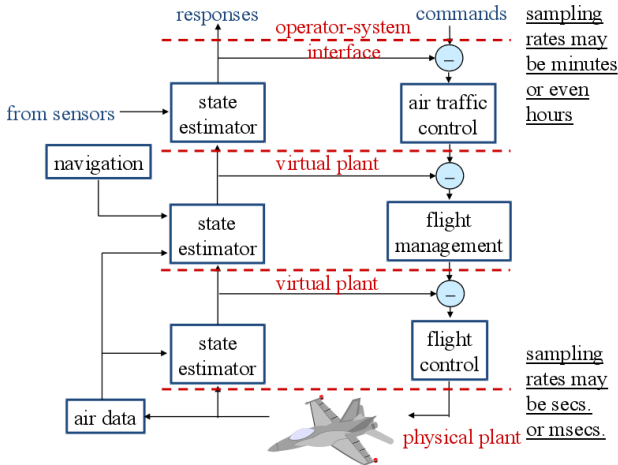 responses
commands
sampling
rates may
be minutes
or even
hours
operator-system
interface
–
state
estimator
air traffic
control
from sensors
navigation
virtual plant
–
state
estimator
flight
management
virtual plant
–
state
estimator
flight
control
sampling
rates may
be secs.
or msecs.
air data
physical plant